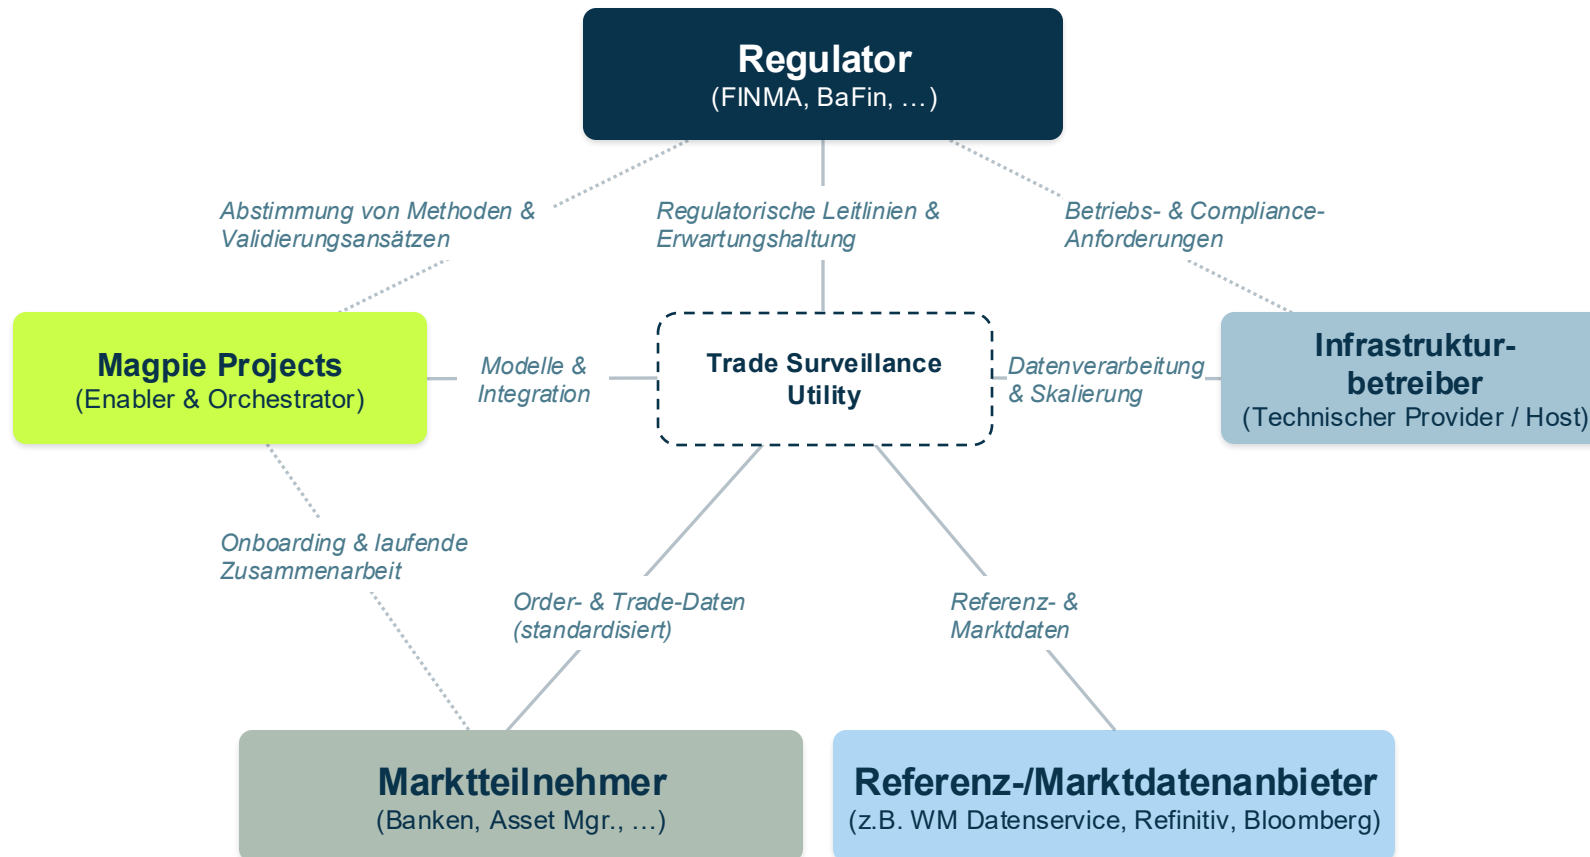 Regulator
(FINMA, BaFin, …)
Abstimmung von Methoden &
Validierungsansätzen
Regulatorische Leitlinien &
Erwartungshaltung
Betriebs- & Compliance-
Anforderungen
Magpie Projects
(Enabler & Orchestrator)
Modelle &
Integration
Trade Surveillance
Utility
Datenverarbeitung
& Skalierung
Infrastruktur-
betreiber
(Technischer Provider / Host)
Onboarding & laufende
Zusammenarbeit
Order- & Trade-Daten
(standardisiert)
Referenz- &
Marktdaten
Marktteilnehmer
(Banken, Asset Mgr., …)
Referenz-/Marktdatenanbieter
(z.B. WM Datenservice, Refinitiv, Bloomberg)